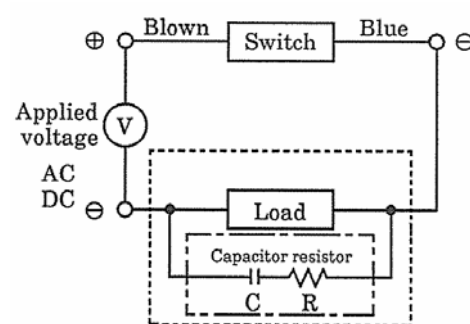 ⊕ Blown Switch Blue ⊖
Applied
voltage
V
AC
DC
⊖ Load
Capacitor resistor
C R